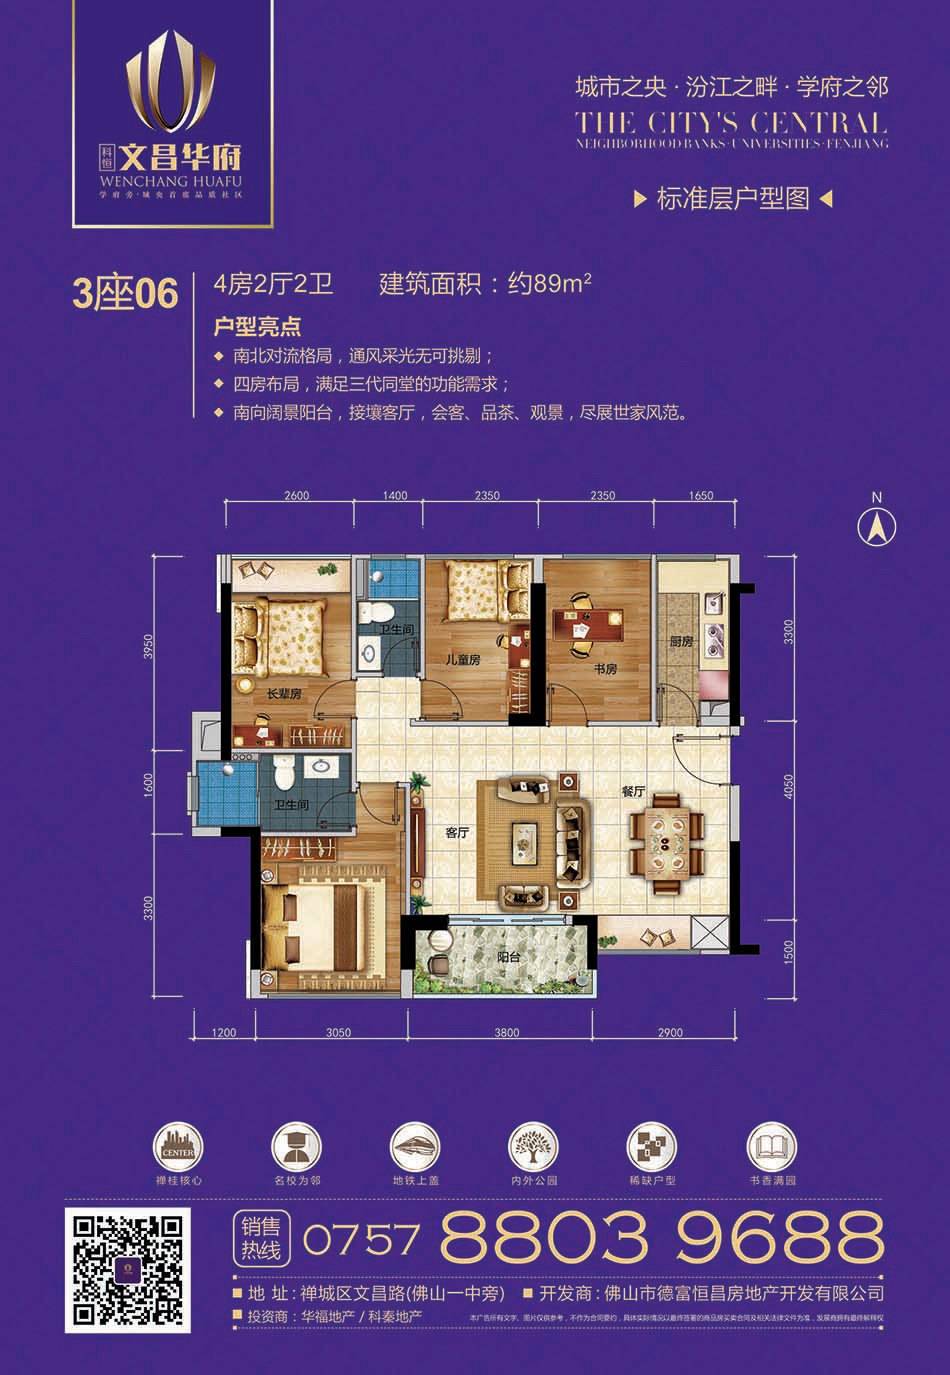 科恒
文昌华府
WENCHANG HUAFU
学府旁·城央首席品质社区
城市之央·汾江之畔·学府之邻
THE CITY'S CENTRAL
NEIGHBORHOOD BANKS·UNIVERSITIES·FENJIANG
标准层户型图
3座06
4房2厅2卫 建筑面积：约89m²
户型亮点
南北对流格局，通风采光无可挑剔；
四房布局，满足三代同堂的功能需求；
南向阔景阳台，接壤客厅，会客、品茶、观景，尽展世家风范。
2600 1400 2350 2350 1650
N
3950
1600
3300
3300
4050
1500
卫生间
儿童房
厨房
书房
长辈房
餐厅
卫生间
客厅
阳台
1200 3050 3800 2900
CENTER
禅桂核心 名校为邻 地铁上盖 内外公园 稀缺户型 书香满园
销售热线 0757 8803 9688
地 址：禅城区文昌路(佛山一中旁) 开发商：佛山市德富恒昌房地产开发有限公司
投资商：华福地产 / 科秦地产
本广告所有文字、图片仅供参考，不作为合同要约，具体实际情况以最终签署的商品房买卖合同及相关法律文件为准，发展商拥有最终解释权